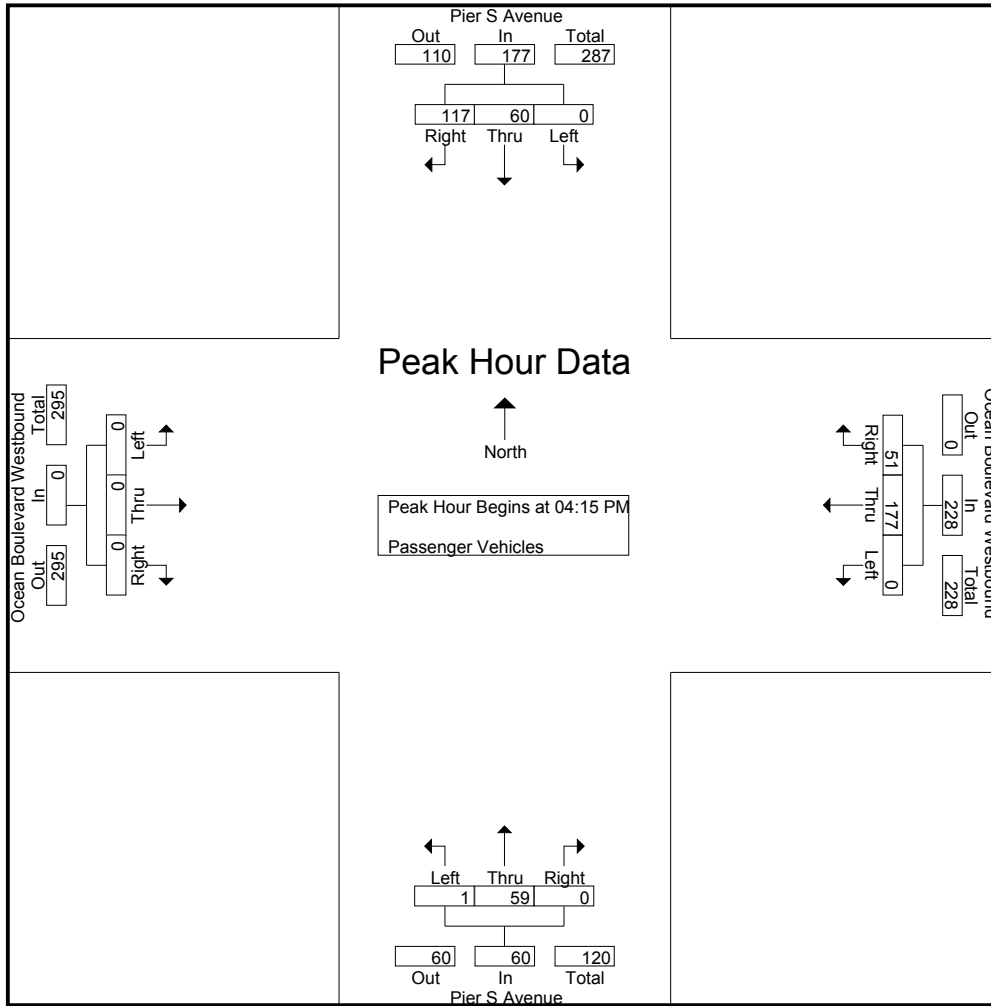 Pier S Avenue
Out In Total
110 177 287
117 60 0
Right Thru Left
Peak Hour Data
North
Peak Hour Begins at 04:15 PM
Passenger Vehicles
Ocean Boulevard Westbound
Total In Out
295 0 295
0 0 0
Left Thru Right
Ocean Boulevard Westbound
Out In Total
0 228 228
51 177 0
Right Thru Left
Left Thru Right
1 59 0
60 60 120
Out In Total
Pier S Avenue